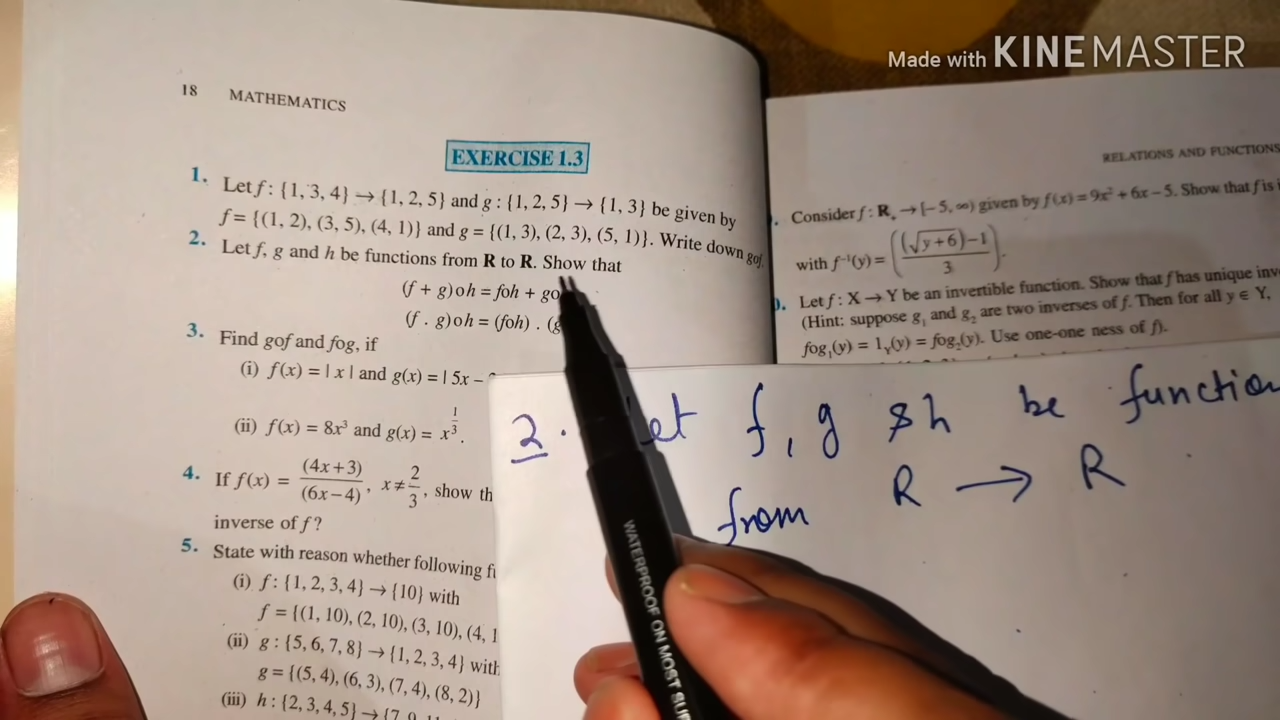 Made with KINEMASTER
18 MATHEMATICS
EXERCISE 1.3
1. Let f : {1, 3, 4} → {1, 2, 5} and g : {1, 2, 5} → {1, 3} be given by
f = {(1, 2), (3, 5), (4, 1)} and g = {(1, 3), (2, 3), (5, 1)}. Write down gof.
2. Let f, g and h be functions from R to R. Show that
(f + g)oh = foh + go
(f . g)oh = (foh) . (g
3. Find gof and fog, if
(i) f(x) = | x | and g(x) = | 5x –
(ii) f(x) = 8x³ and g(x) = x^(1/3).
4. If f(x) = (4x+3)/(6x–4), x ≠ 2/3, show th
inverse of f ?
5. State with reason whether following f
(i) f : {1, 2, 3, 4} → {10} with
f = {(1, 10), (2, 10), (3, 10), (4, 1
(ii) g : {5, 6, 7, 8} → {1, 2, 3, 4} with
g = {(5, 4), (6, 3), (7, 4), (8, 2)}
(iii) h : {2, 3, 4, 5} → {7, 9,
RELATIONS AND FUNCTIONS
Consider f : R₊ → [– 5, ∞) given by f(x) = 9x² + 6x – 5. Show that f is i
with f⁻¹(y) = ((√y+6)–1)/3).
Let f : X → Y be an invertible function. Show that f has unique inve
(Hint: suppose g₁ and g₂ are two inverses of f. Then for all y ∈ Y,
fog₁(y) = 1Y(y) = fog₂(y). Use one-one ness of f).
2. Let f, g & h be function
from R → R
WATERPROOF ON MOST SUR